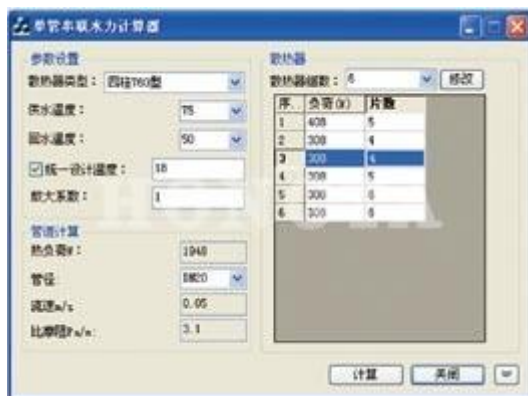 单管串联水力计算器
参数设置
散热器类型： 四柱760型
供水温度： 75
回水温度： 50
统一设计温度： 18
放大系数： 1
管道计算
热负荷W： 1948
管径: DN20
流速m/s 0.05
比摩阻Pa/m: 3.1
散热器
散热器组数： 6 修改
序. 负荷(W) 片数
1 408 5
2 308 4
3 308 4
4 308 5
5 308 6
6 308 6
HONGYE
计算 关闭